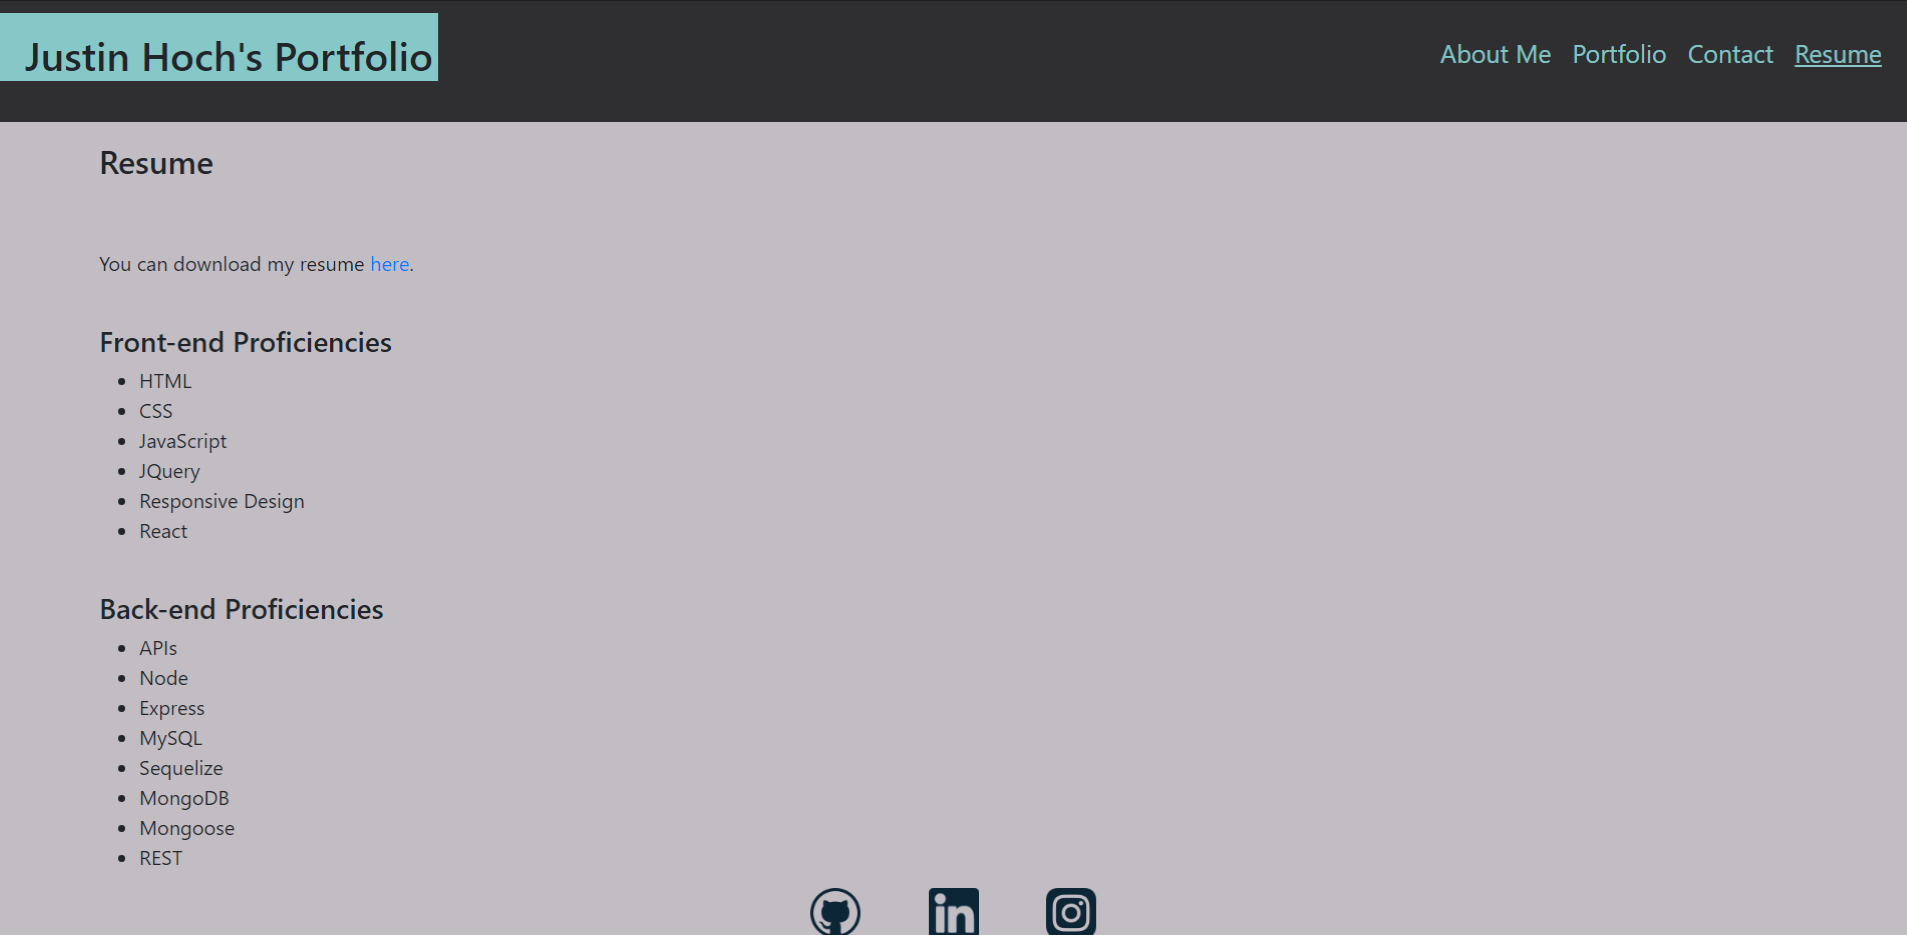 Justin Hoch's Portfolio
About Me Portfolio Contact Resume
Resume
You can download my resume here.
Front-end Proficiencies
HTML
CSS
JavaScript
JQuery
Responsive Design
React
Back-end Proficiencies
APIs
Node
Express
MySQL
Sequelize
MongoDB
Mongoose
REST
in